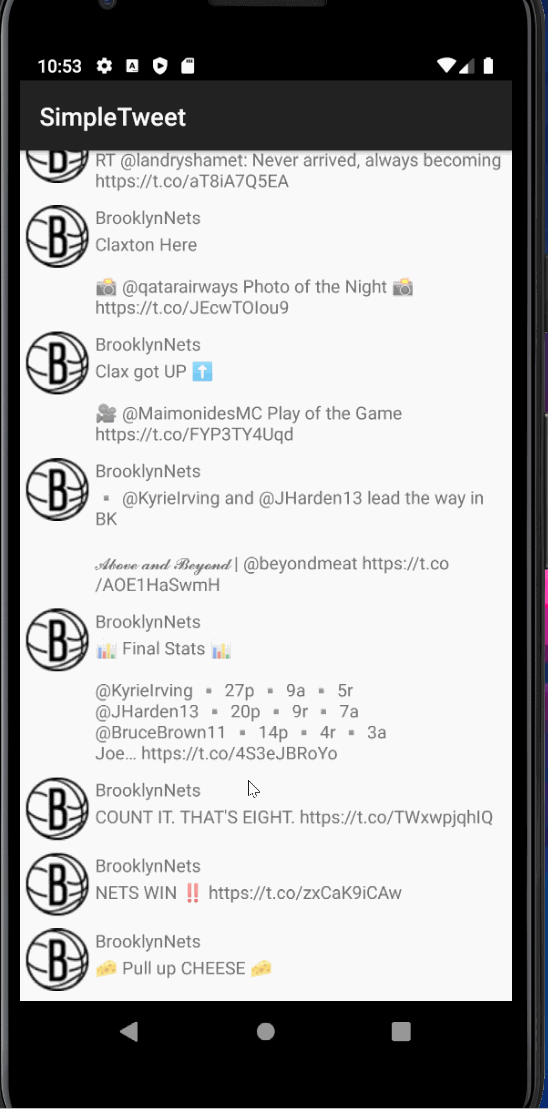 10:53
SimpleTweet
RT @landryshamet: Never arrived, always becoming
https://t.co/aT8iA7Q5EA
BrooklynNets
Claxton Here
📸 @qatarairways Photo of the Night 📸
https://t.co/JEcwTOIou9
BrooklynNets
Clax got UP ⬆️
🎥 @MaimonidesMC Play of the Game
https://t.co/FYP3TY4Uqd
BrooklynNets
▪️ @KyrieIrving and @JHarden13 lead the way in
BK
𝓐𝓫𝓸𝓿𝓮 𝓪𝓷𝓭 𝓑𝓮𝔂𝓸𝓷𝓭 | @beyondmeat https://t.co
/AOE1HaSwmH
BrooklynNets
📊 Final Stats 📊
@KyrieIrving ▪️ 27p ▪️ 9a ▪️ 5r
@JHarden13 ▪️ 20p ▪️ 9r ▪️ 7a
@BruceBrown11 ▪️ 14p ▪️ 4r ▪️ 3a
Joe… https://t.co/4S3eJBRoYo
BrooklynNets
COUNT IT. THAT'S EIGHT. https://t.co/TWxwpjqhIQ
BrooklynNets
NETS WIN ‼️ https://t.co/zxCaK9iCAw
BrooklynNets
🧀 Pull up CHEESE 🧀